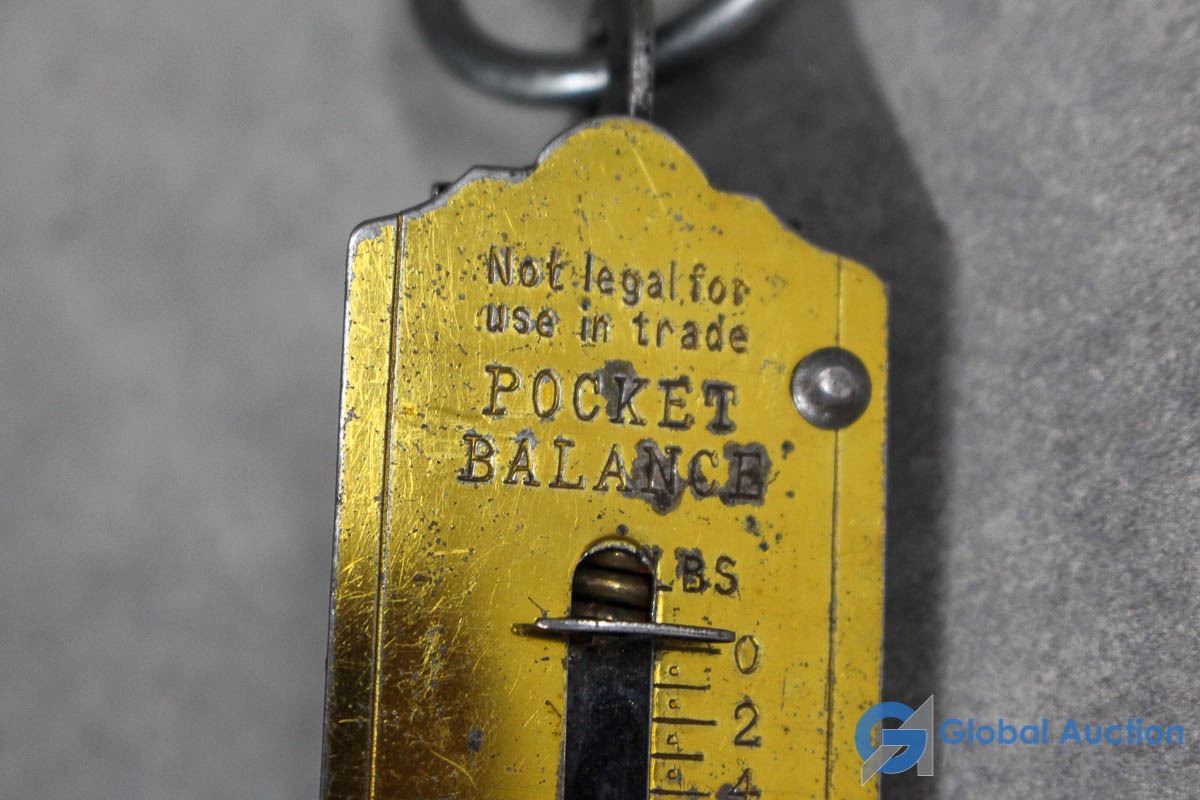 Not legal for
use in trade
POCKET
BALANCE
LBS
0
2
4
Global Auction